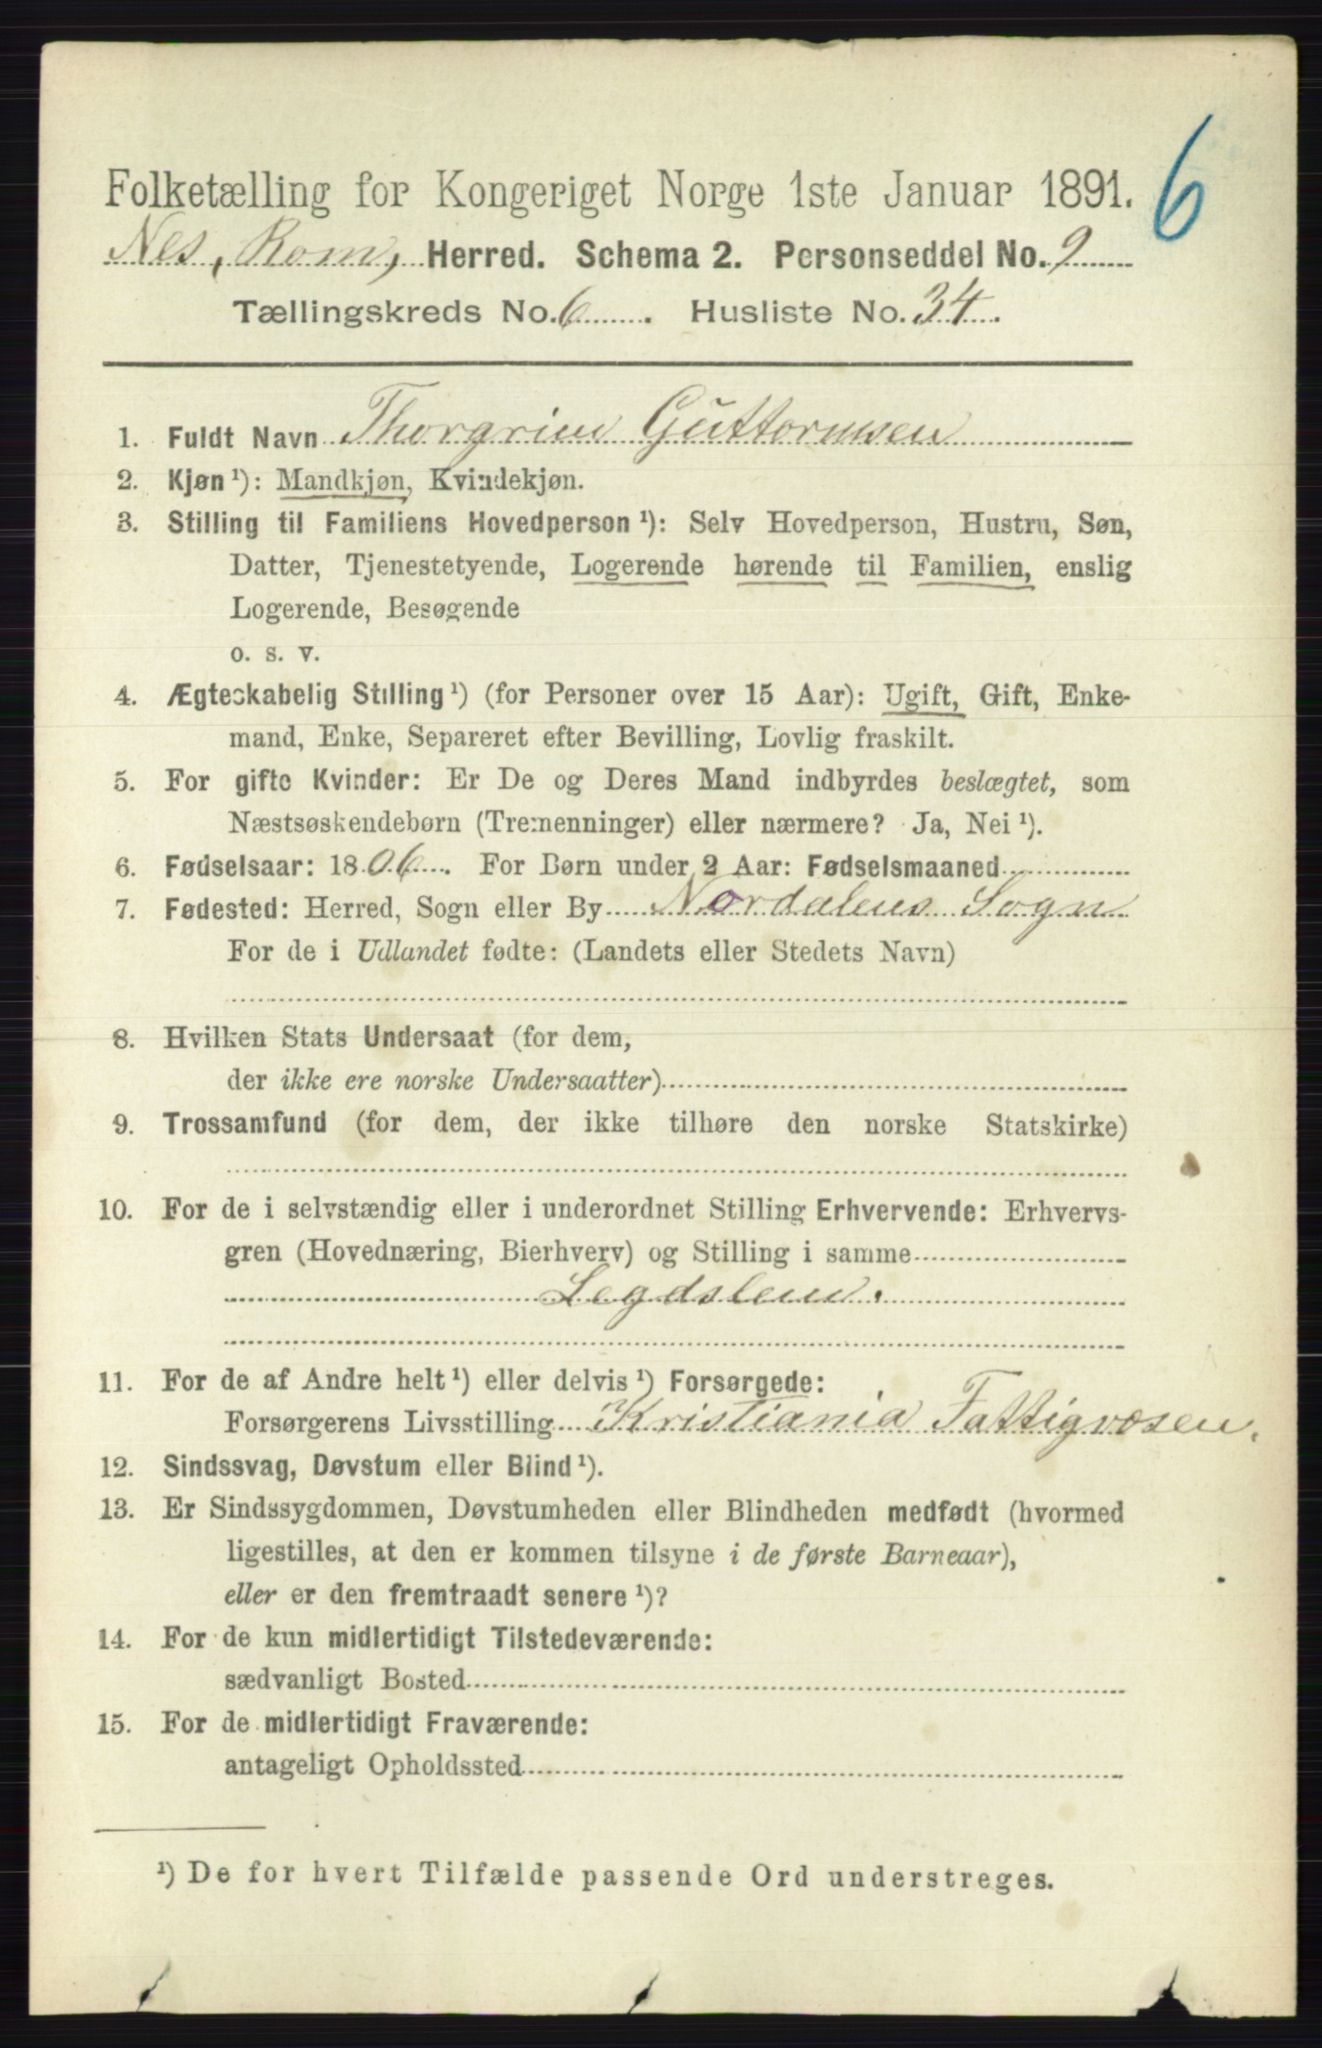 6
Folketælling for Kongeriget Norge 1ste Januar 1891.
Nes, Rom, Herred. Schema 2. Personseddel No. 9
Tællingskreds No. 6. Husliste No. 34.
1. Fuldt Navn Thorgrim Guttormsen
2. Kjøn ¹): Mandkjøn, Kvindekjøn.
3. Stilling til Familiens Hovedperson ¹): Selv Hovedperson, Hustru, Søn,
Datter, Tjenestetyende, Logerende hørende til Familien, enslig
Logerende, Besøgende
o. s. v.
4. Ægteskabelig Stilling ¹) (for Personer over 15 Aar): Ugift, Gift, Enke-
mand, Enke, Separeret efter Bevilling, Lovlig fraskilt.
5. For gifte Kvinder: Er De og Deres Mand indbyrdes beslægtet, som
Næstsøskendebørn (Tremenninger) eller nærmere? Ja, Nei ¹).
6. Fødselsaar: 1806. For Børn under 2 Aar: Fødselsmaaned
7. Fødested: Herred, Sogn eller By Nordalens Sogn
For de i Udlandet fødte: (Landets eller Stedets Navn)
8. Hvilken Stats Undersaat (for dem,
der ikke ere norske Undersaatter)
9. Trossamfund (for dem, der ikke tilhøre den norske Statskirke)
10. For de i selvstændig eller i underordnet Stilling Erhvervende: Erhvervs-
gren (Hovednæring, Bierhverv) og Stilling i samme
Legdslem.
11. For de af Andre helt ¹) eller delvis ¹) Forsørgede:
Forsørgerens Livsstilling Kristiania Fattigvæsen.
12. Sindssvag, Døvstum eller Blind ¹).
13. Er Sindssygdommen, Døvstumheden eller Blindheden medfødt (hvormed
ligestilles, at den er kommen tilsyne i de første Barneaar),
eller er den fremtraadt senere ¹)?
14. For de kun midlertidigt Tilstedeværende:
sædvanligt Bosted
15. For de midlertidigt Fraværende:
antageligt Opholdssted
¹) De for hvert Tilfælde passende Ord understreges.